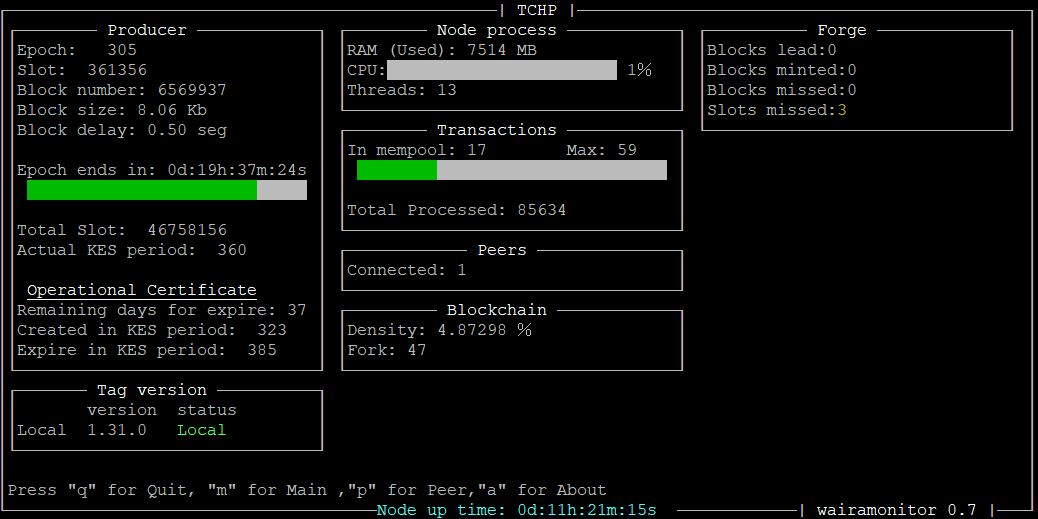 | TCHP |
Producer
Epoch: 305
Slot: 361356
Block number: 6569937
Block size: 8.06 Kb
Block delay: 0.50 seg
Epoch ends in: 0d:19h:37m:24s
Total Slot: 46758156
Actual KES period: 360
Operational Certificate
Remaining days for expire: 37
Created in KES period: 323
Expire in KES period: 385
Tag version
version status
Local 1.31.0 Local
Node process
RAM (Used): 7514 MB
CPU: 1%
Threads: 13
Transactions
In mempool: 17 Max: 59
Total Processed: 85634
Peers
Connected: 1
Blockchain
Density: 4.87298 %
Fork: 47
Forge
Blocks lead:0
Blocks minted:0
Blocks missed:0
Slots missed:3
Press "q" for Quit, "m" for Main ,"p" for Peer,"a" for About
Node up time: 0d:11h:21m:15s
| wairamonitor 0.7 |